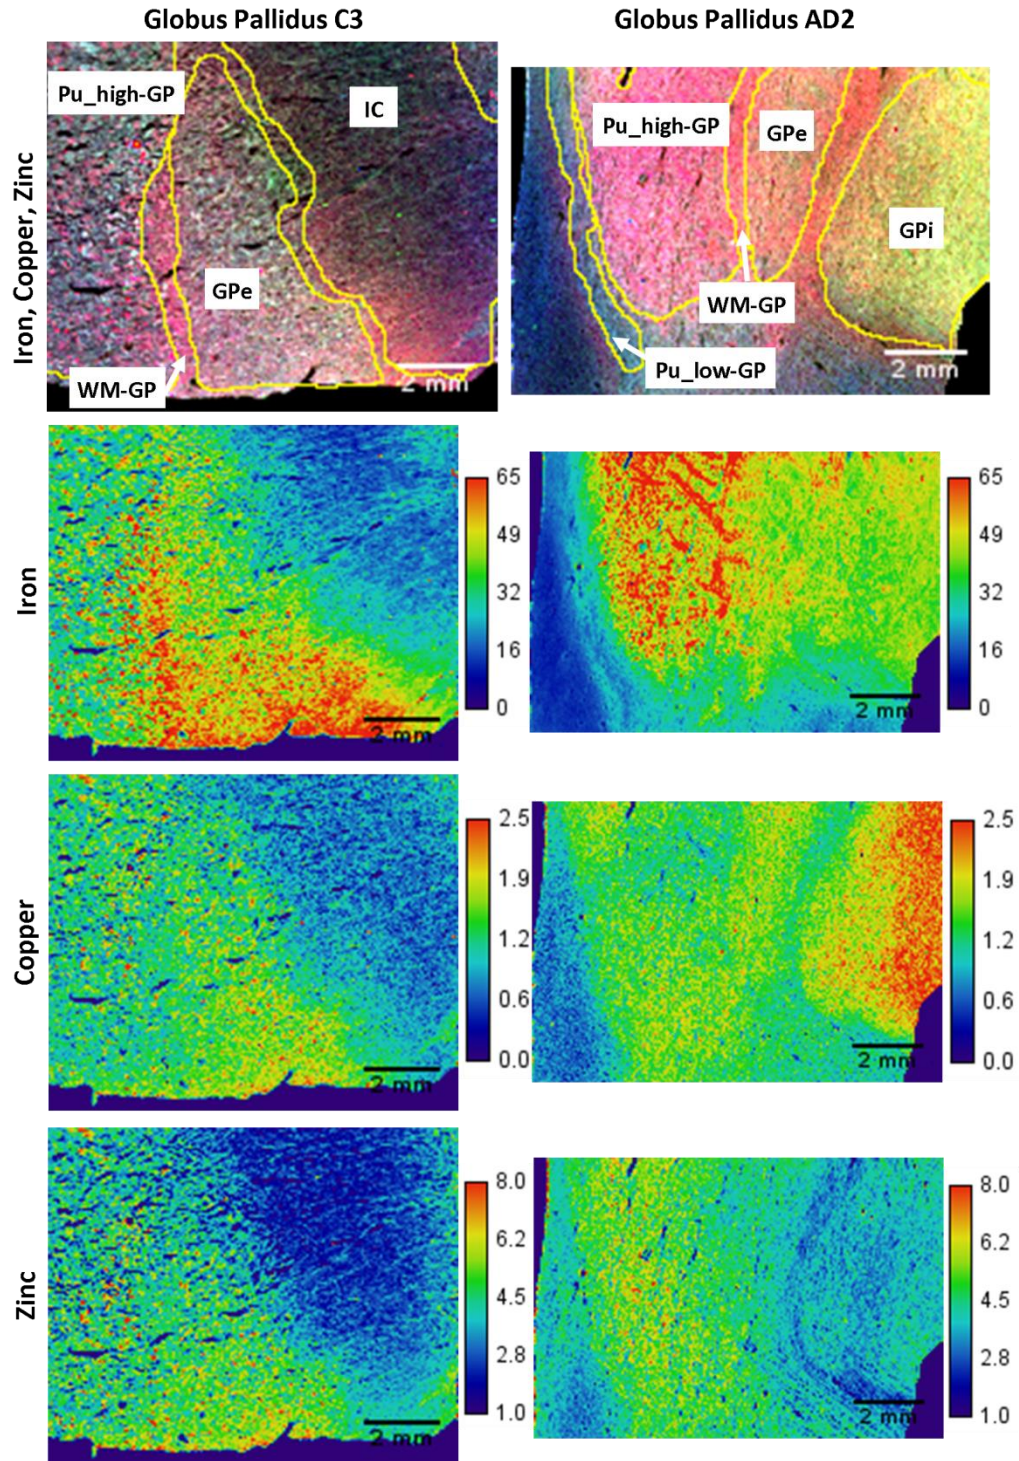 Globus Pallidus C3
Globus Pallidus AD2
Iron, Copper, Zinc
Pu_high-GP
IC
GPe
WM-GP
2 mm
Pu_high-GP
GPe
GPi
WM-GP
Pu_low-GP
2 mm
Iron
2 mm
65
49
32
16
0
2 mm
65
49
32
16
0
Copper
2 mm
2.5
1.9
1.2
0.6
0.0
2 mm
2.5
1.9
1.2
0.6
0.0
Zinc
2 mm
8.0
6.2
4.5
2.8
1.0
2 mm
8.0
6.2
4.5
2.8
1.0